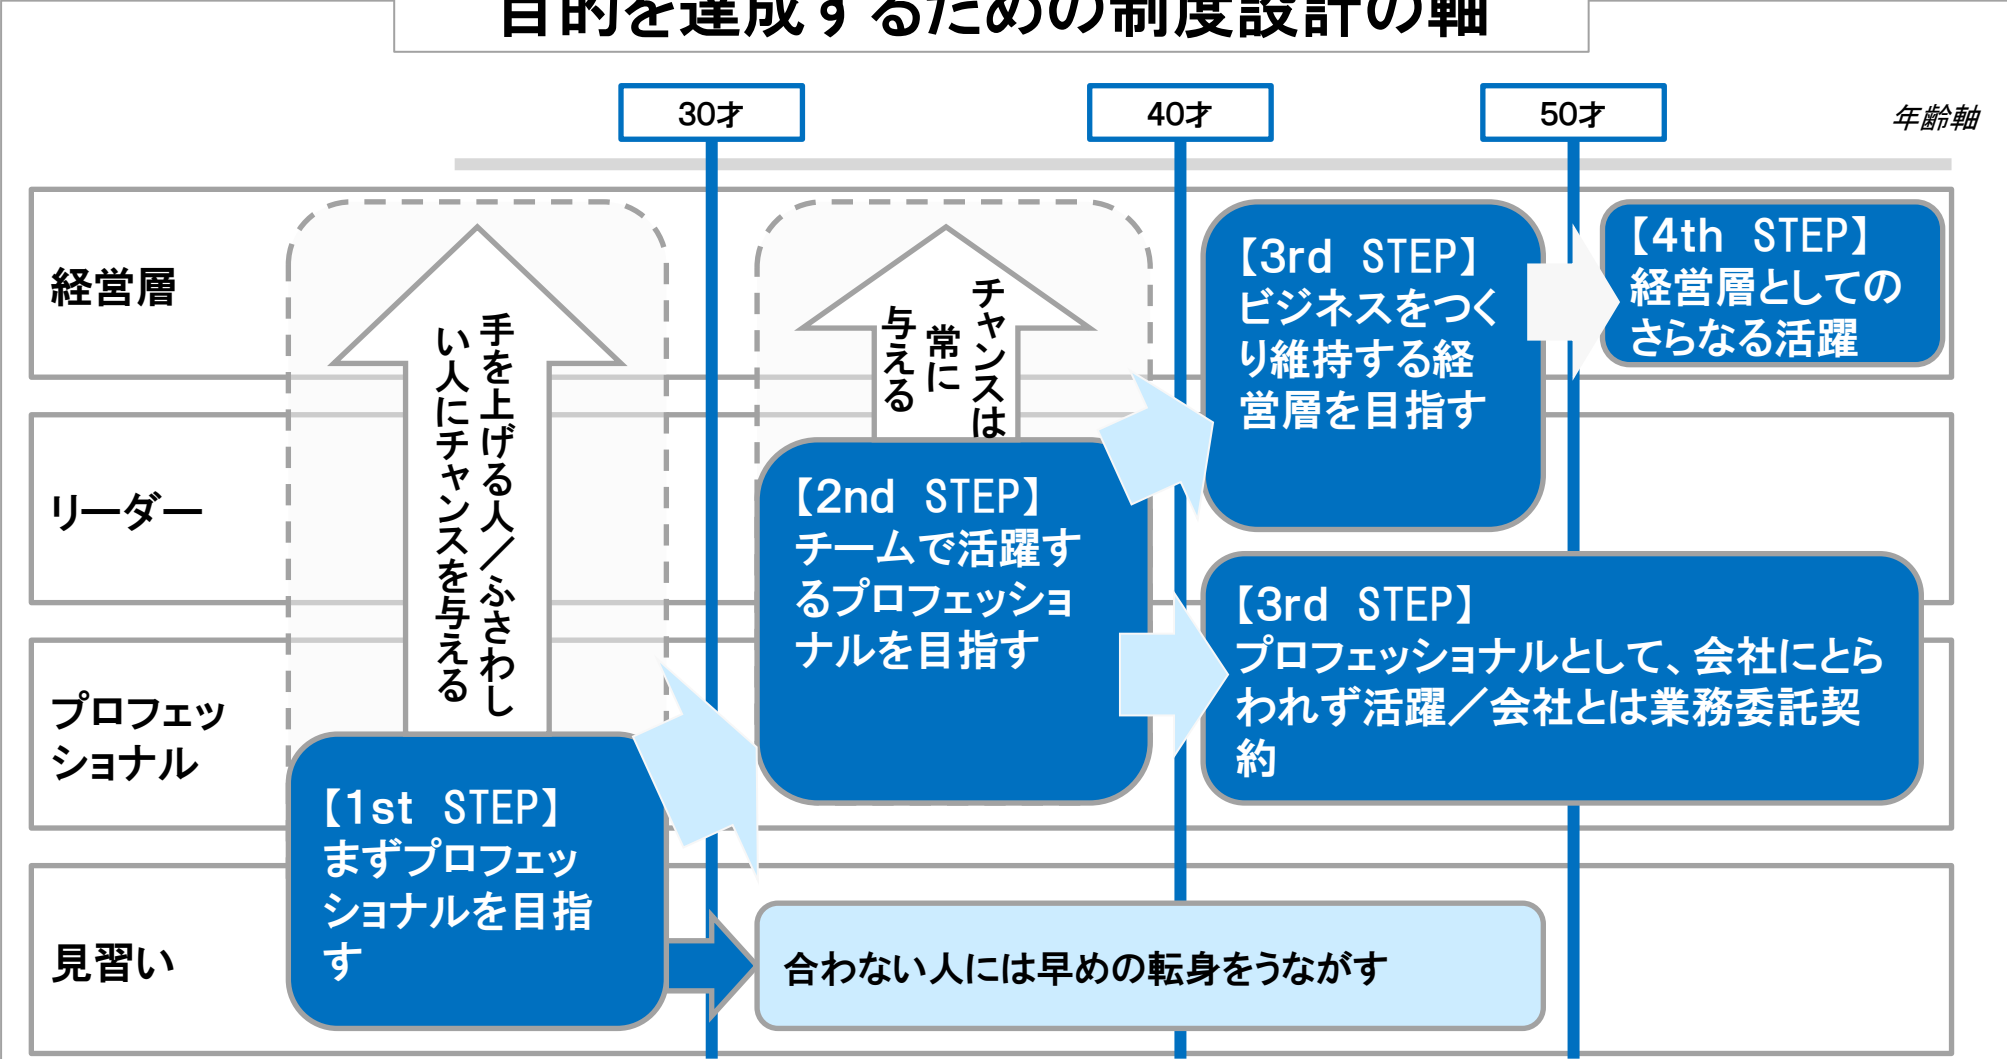 目的を達成するための制度設計の軸
30才
40才
50才
年齢軸
経営層
リーダー
プロフェッ
ショナル
見習い
手を上げる人／ふさわし
い人にチャンスを与える
チャンスは
常に
与える
【1st　STEP】
まずプロフェッ
ショナルを目指
す
【2nd　STEP】
チームで活躍す
るプロフェッショ
ナルを目指す
【3rd　STEP】
ビジネスをつく
り維持する経
営層を目指す
【4th　STEP】
経営層としての
さらなる活躍
【3rd　STEP】
プロフェッショナルとして、会社にとら
われず活躍／会社とは業務委託契
約
合わない人には早めの転身をうながす